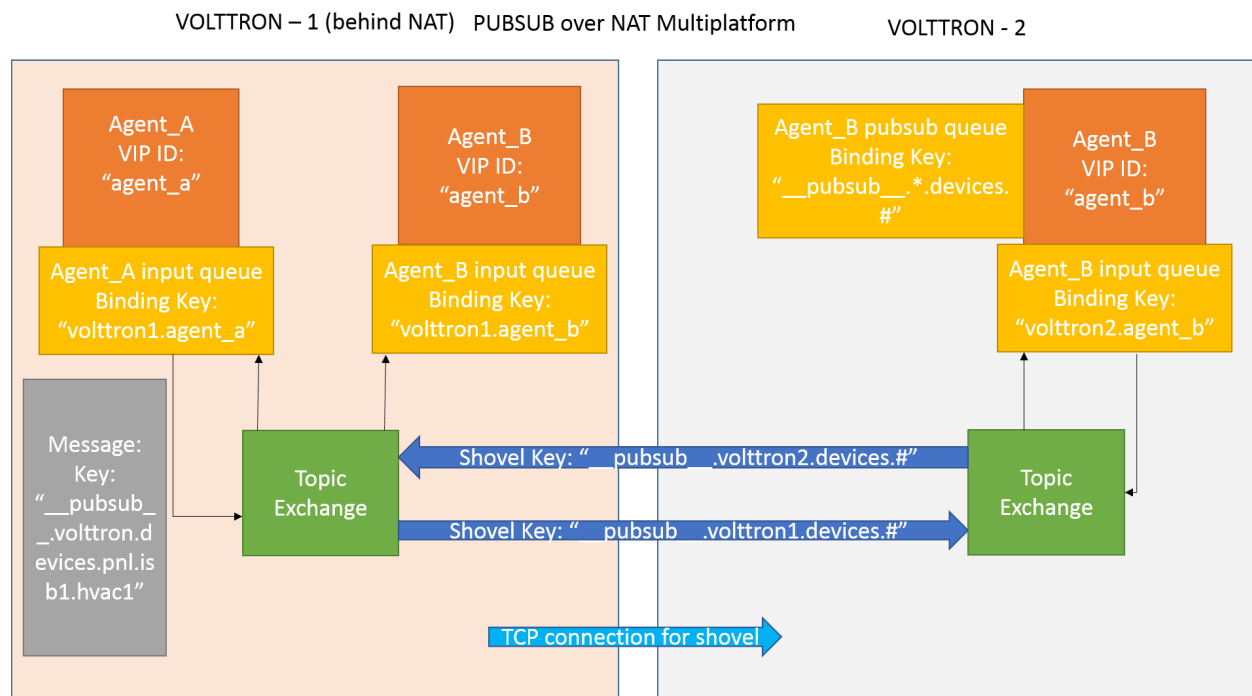 VOLTTRON – 1 (behind NAT) PUBSUB over NAT Multiplatform
VOLTTRON - 2
Agent_A
VIP ID:
“agent_a”
Agent_A input queue
Binding Key:
“volttron1.agent_a”
Agent_B
VIP ID:
“agent_b”
Agent_B input queue
Binding Key:
“volttron1.agent_b”
Message:
Key:
“__pubsub_
_.volttron.d
evices.pnl.is
b1.hvac1”
Topic
Exchange
Shovel Key: “__pubsub__.volttron2.devices.#”
Shovel Key: “__pubsub__.volttron1.devices.#”
TCP connection for shovel
Agent_B pubsub queue
Binding Key:
“__pubsub__.*.devices.
#”
Agent_B
VIP ID:
“agent_b”
Agent_B input queue
Binding Key:
“volttron2.agent_b”
Topic
Exchange